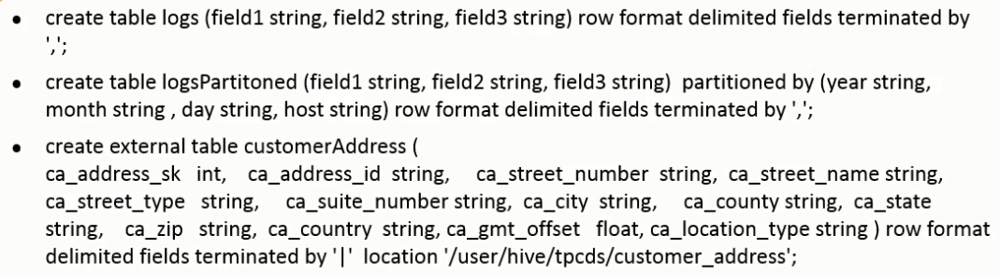 • create table logs (field1 string, field2 string, field3 string) row format delimited fields terminated by
',';
• create table logsPartitoned (field1 string, field2 string, field3 string) partitioned by (year string,
month string , day string, host string) row format delimited fields terminated by ',';
• create external table customerAddress (
ca_address_sk int, ca_address_id string, ca_street_number string, ca_street_name string,
ca_street_type string, ca_suite_number string, ca_city string, ca_county string, ca_state
string, ca_zip string, ca_country string, ca_gmt_offset float, ca_location_type string ) row format
delimited fields terminated by '|' location '/user/hive/tpcds/customer_address';